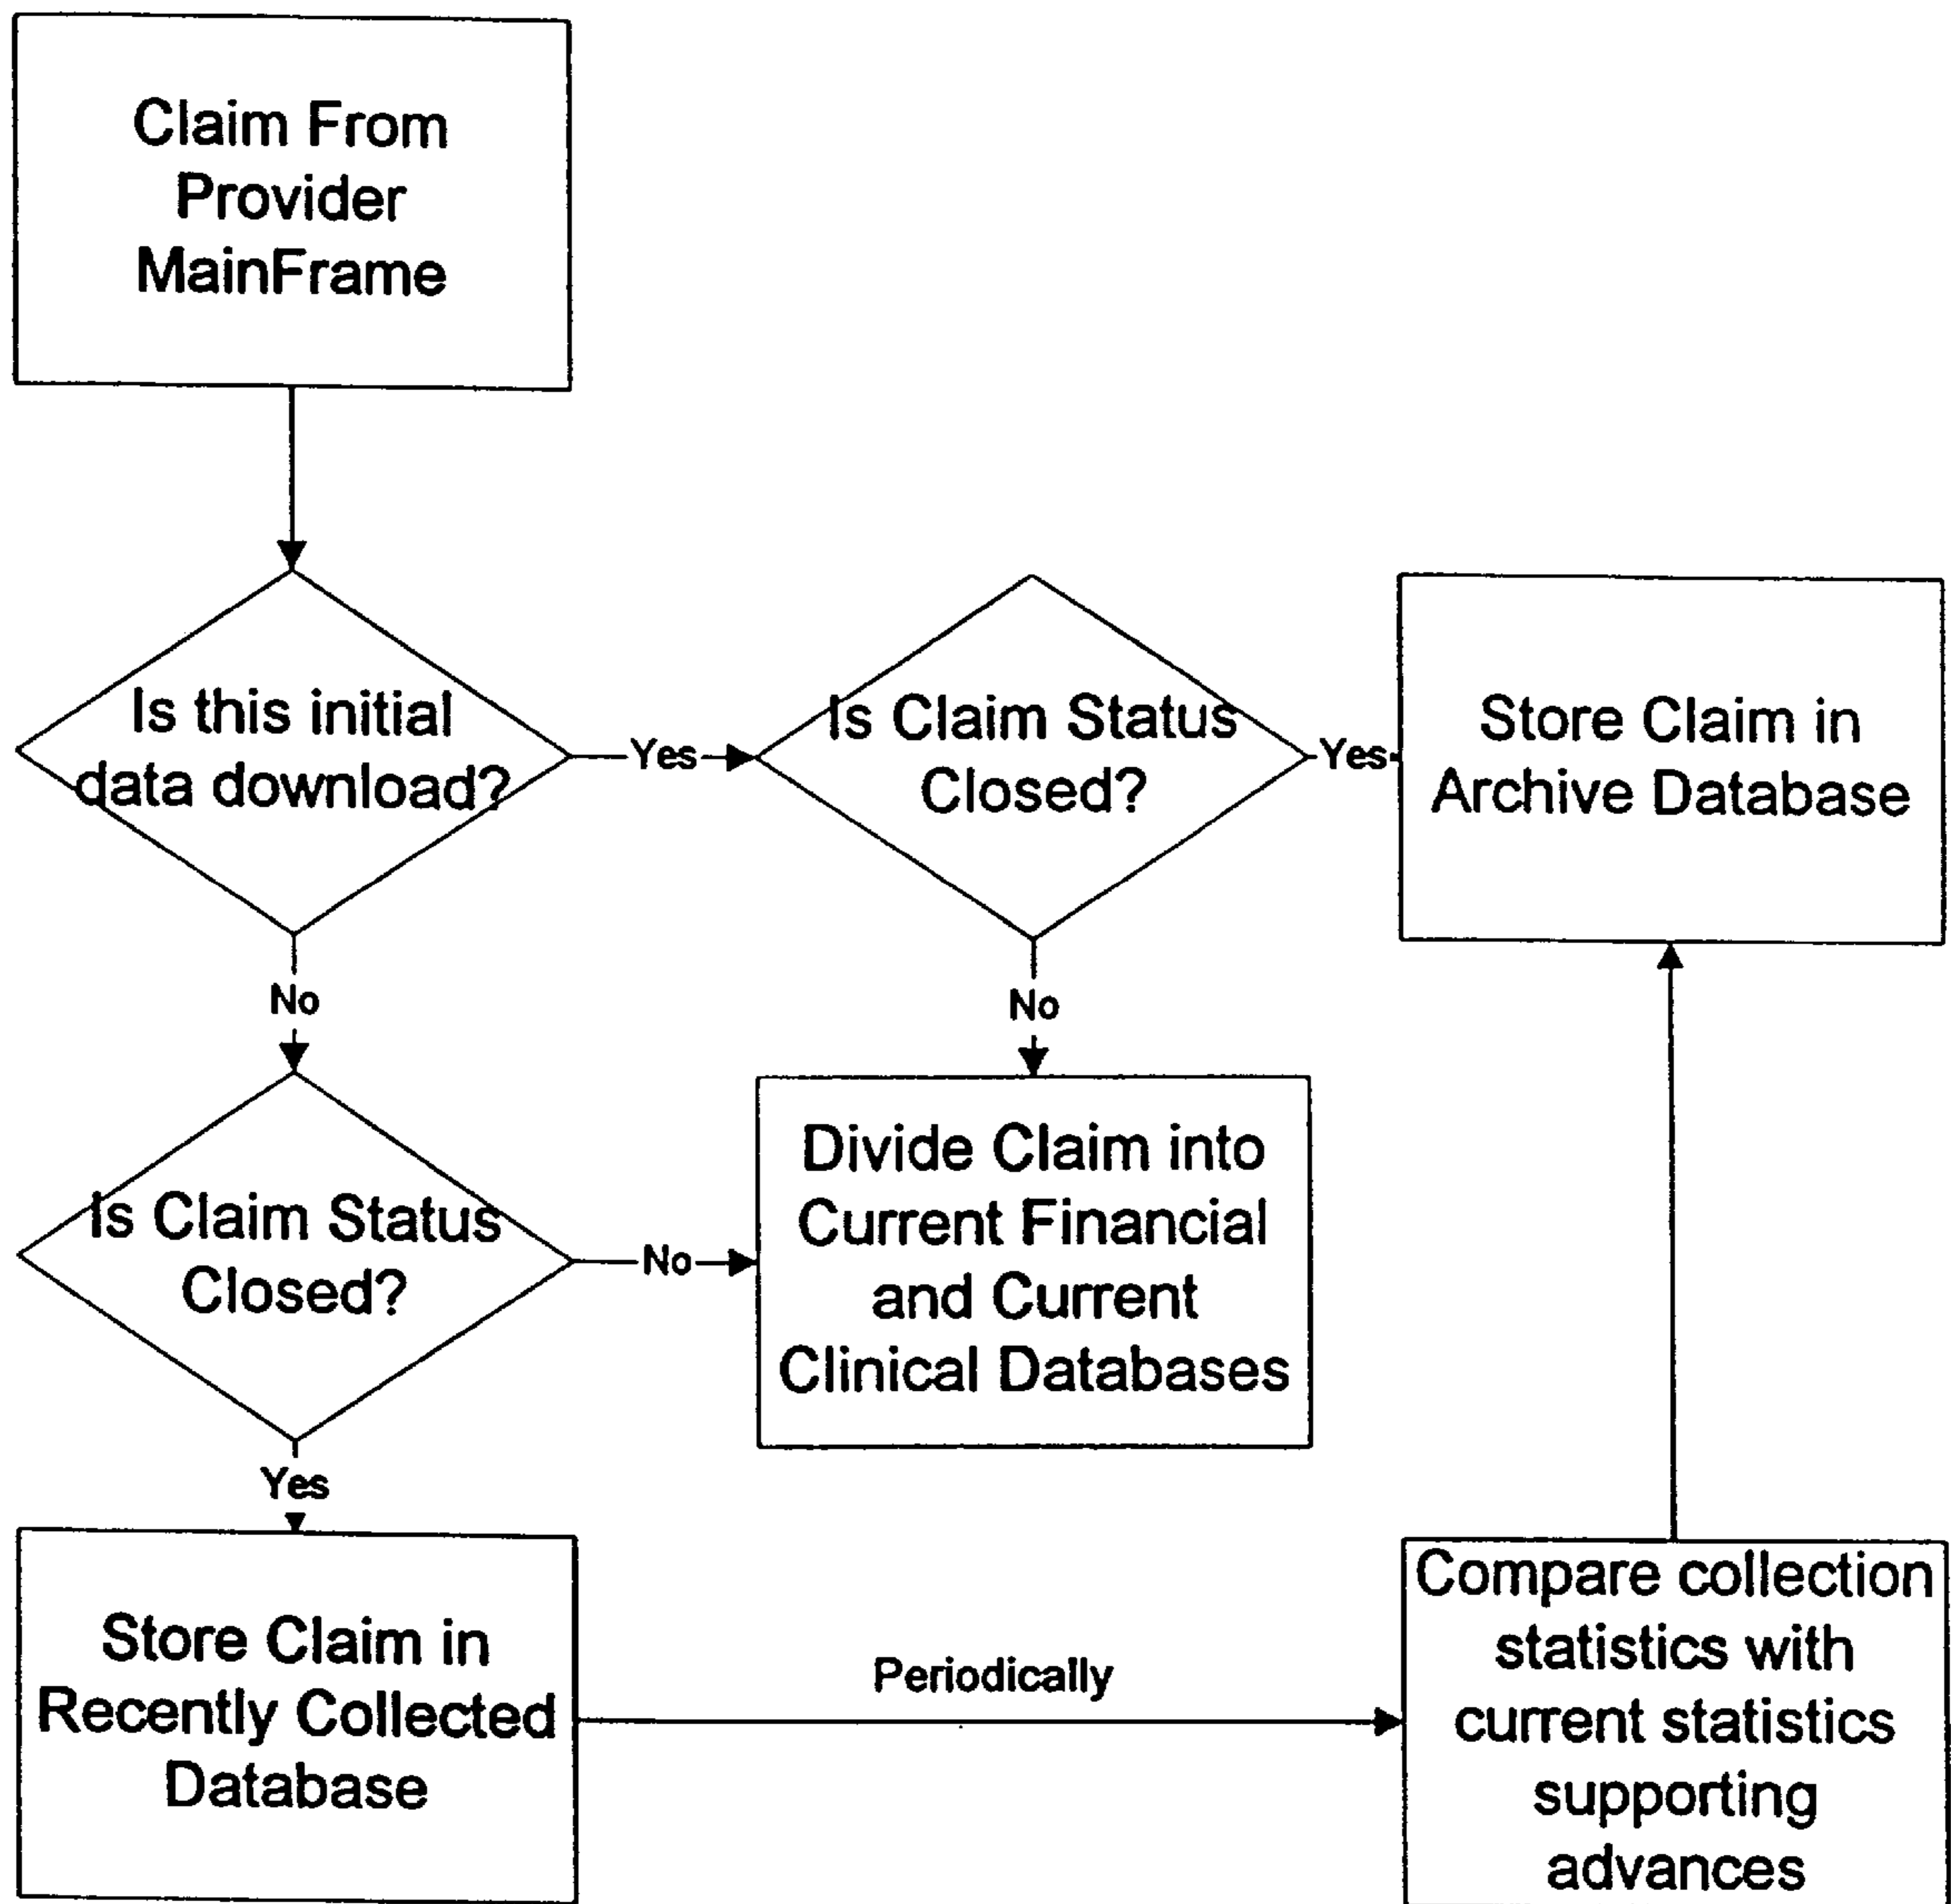 Claim From
Provider
MainFrame
Is this initial
data download?
Yes
Is Claim Status
Closed?
Yes
Store Claim in
Archive Database
No
No
Is Claim Status
Closed?
No
Divide Claim into
Current Financial
and Current
Clinical Databases
Yes
Store Claim in
Recently Collected
Database
Periodically
Compare collection
statistics with
current statistics
supporting
advances